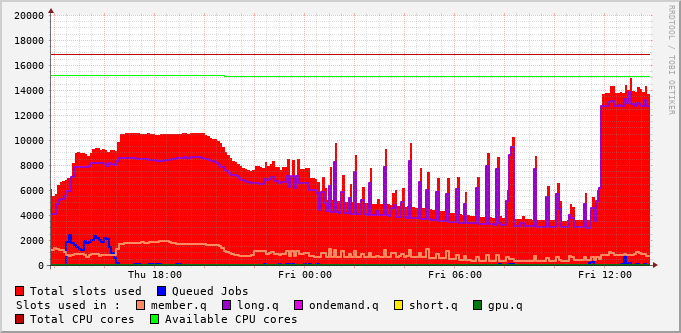 20000
18000
16000
14000
12000
10000
8000
6000
4000
2000
0
Thu 18:00 Fri 00:00 Fri 06:00 Fri 12:00
RRDTOOL / TOBI OETIKER
Total slots used Queued Jobs
Slots used in : member.q long.q ondemand.q short.q gpu.q
Total CPU cores Available CPU cores